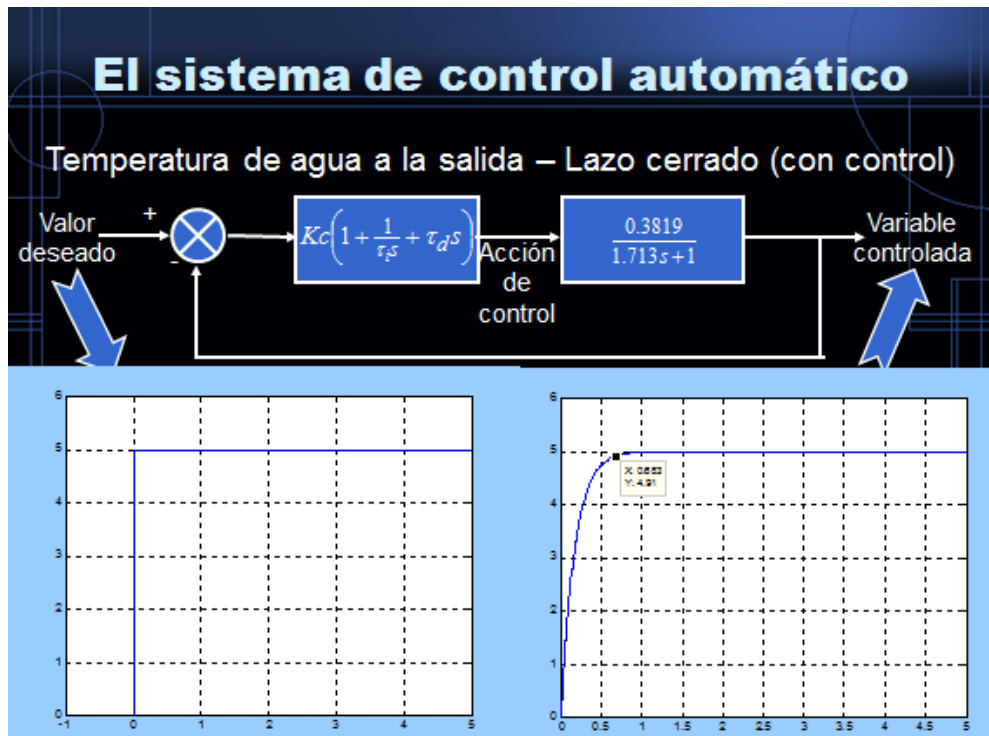 El sistema de control automático
Temperatura de agua a la salida – Lazo cerrado (con control)
Valor
deseado
+
-
Kc(1 + 1/τis + τds)
Acción
de
control
0.3819
1.713s+1
Variable
controlada
6
5
4
3
2
1
0
-1 0 1 2 3 4 5
6
5
4
3
2
1
0
X: 0.683
Y: 4.91
0 0.5 1 1.5 2 2.5 3 3.5 4 4.5 5